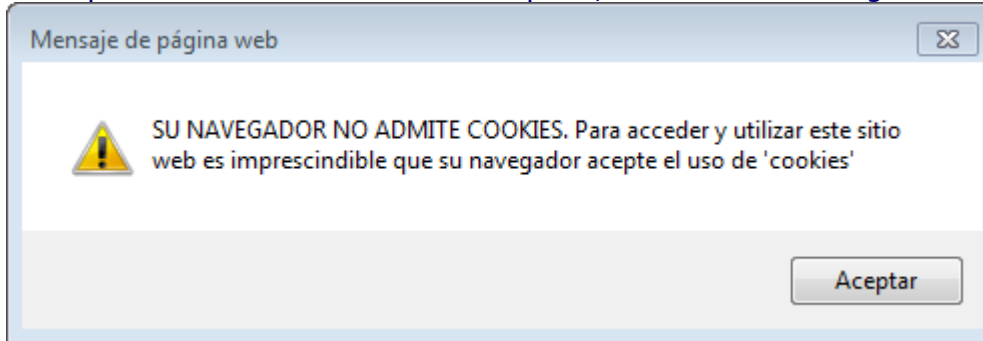 Mensaje de página web
SU NAVEGADOR NO ADMITE COOKIES. Para acceder y utilizar este sitio
web es imprescindible que su navegador acepte el uso de 'cookies'
Aceptar